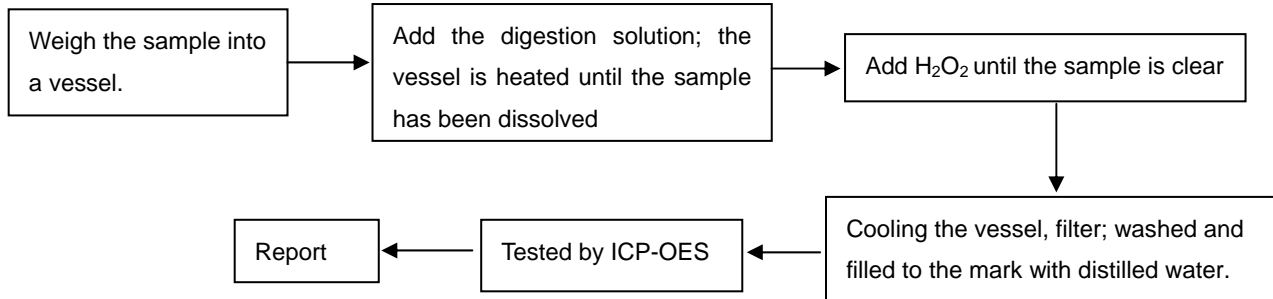 Weigh the sample into
a vessel.
Add the digestion solution; the
vessel is heated until the sample
has been dissolved
Add H₂O₂ until the sample is clear
Cooling the vessel, filter; washed and
filled to the mark with distilled water.
Tested by ICP-OES
Report